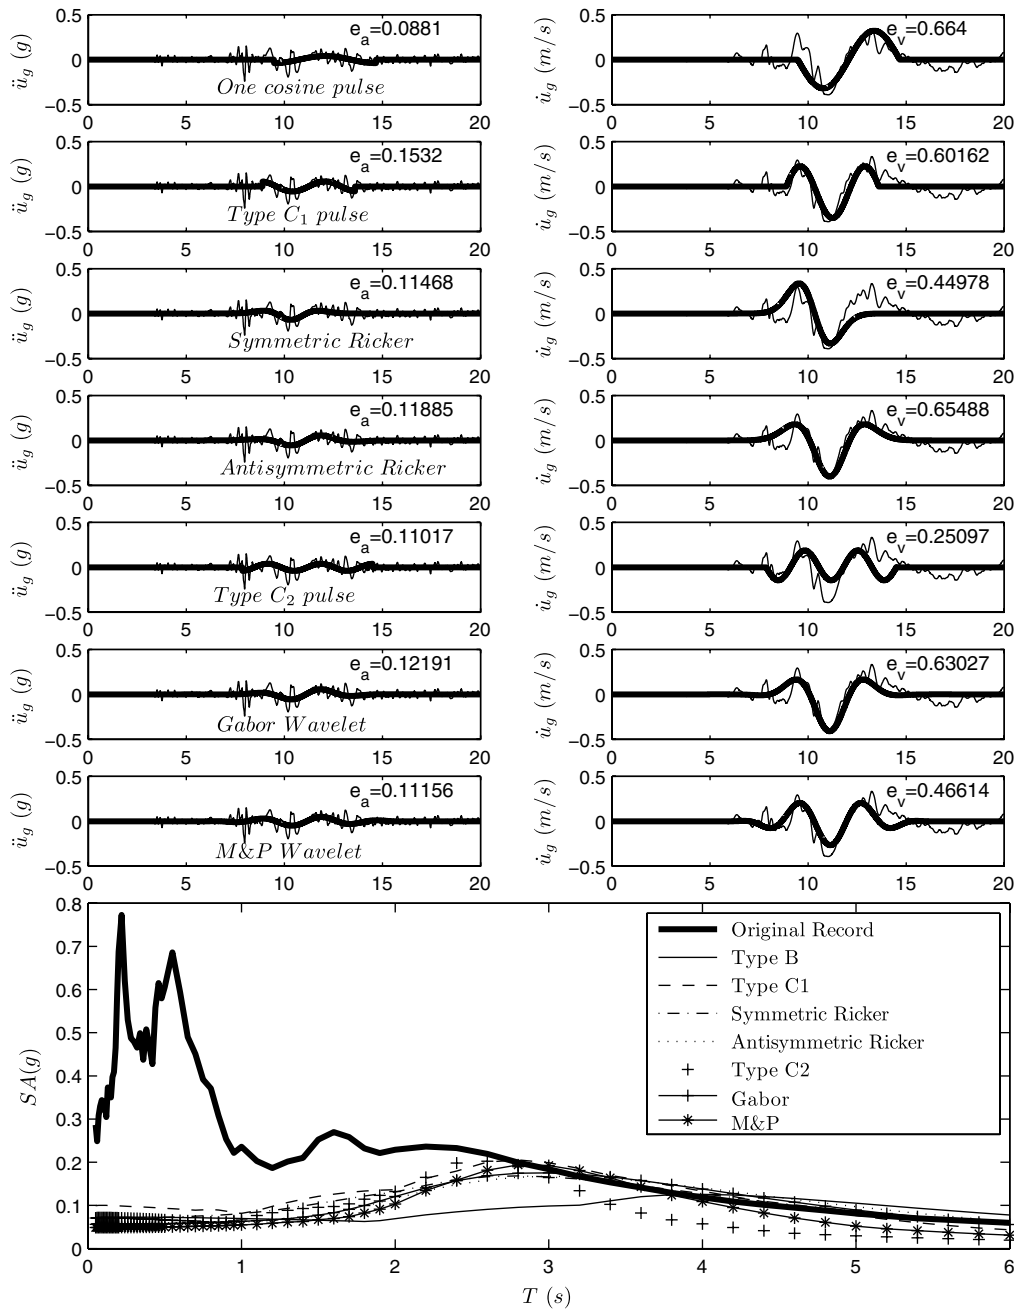 0.5
0
−0.5
ü_g (g)
e_a=0.0881
One cosine pulse
0 5 10 15 20
0.5
0
−0.5
u̇_g (m/s)
e_v=0.664
0 5 10 15 20
0.5
0
−0.5
ü_g (g)
e_a=0.1532
Type C_1 pulse
0 5 10 15 20
0.5
0
−0.5
u̇_g (m/s)
e_v=0.60162
0 5 10 15 20
0.5
0
−0.5
ü_g (g)
e_a=0.11468
Symmetric Ricker
0 5 10 15 20
0.5
0
−0.5
u̇_g (m/s)
e_v=0.44978
0 5 10 15 20
0.5
0
−0.5
ü_g (g)
e_a=0.11885
Antisymmetric Ricker
0 5 10 15 20
0.5
0
−0.5
u̇_g (m/s)
e_v=0.65488
0 5 10 15 20
0.5
0
−0.5
ü_g (g)
e_a=0.11017
Type C_2 pulse
0 5 10 15 20
0.5
0
−0.5
u̇_g (m/s)
e_v=0.25097
0 5 10 15 20
0.5
0
−0.5
ü_g (g)
e_a=0.12191
Gabor Wavelet
0 5 10 15 20
0.5
0
−0.5
u̇_g (m/s)
e_v=0.63027
0 5 10 15 20
0.5
0
−0.5
ü_g (g)
e_a=0.11156
M&P Wavelet
0 5 10 15 20
0.5
0
−0.5
u̇_g (m/s)
e_v=0.46614
0 5 10 15 20
0.8
0.7
0.6
0.5
0.4
0.3
0.2
0.1
0
SA(g)
Original Record
Type B
Type C1
Symmetric Ricker
Antisymmetric Ricker
Type C2
Gabor
M&P
0 1 2 3 4 5 6
T (s)